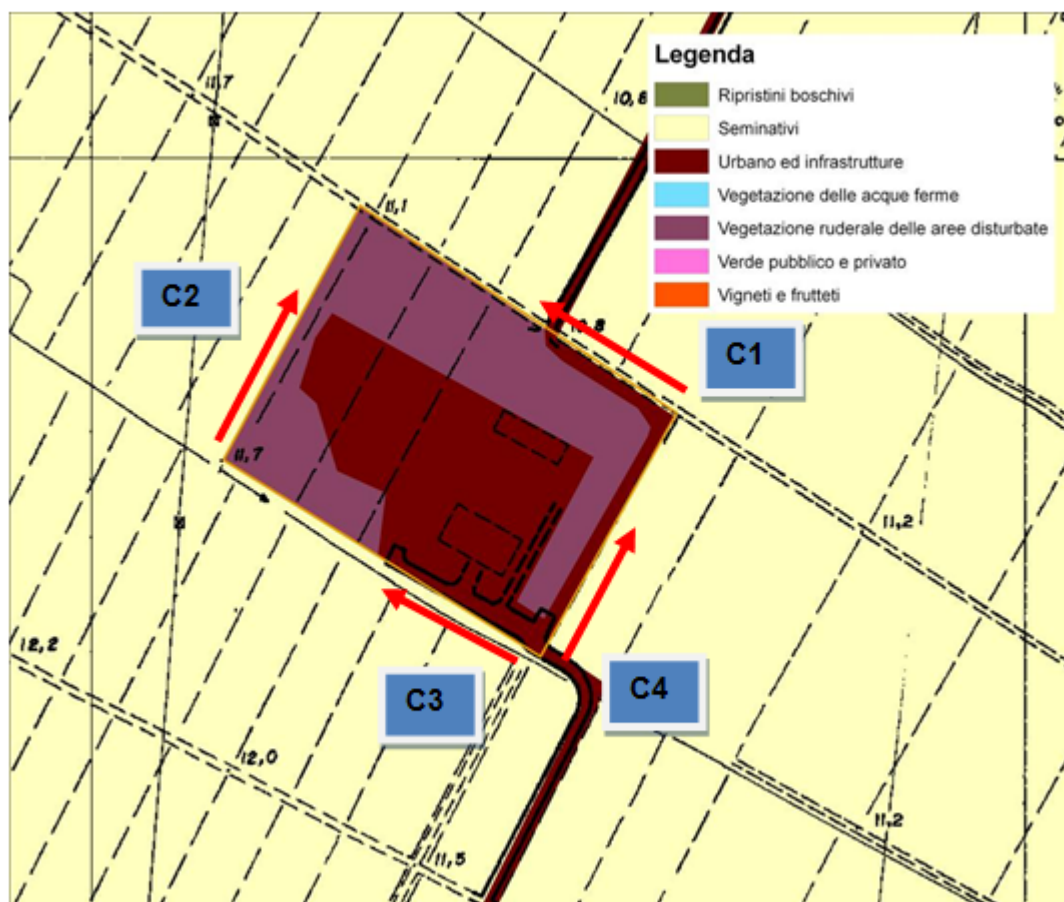 Legenda
Ripristini boschivi
Seminativi
Urbano ed infrastrutture
Vegetazione delle acque ferme
Vegetazione ruderale delle aree disturbate
Verde pubblico e privato
Vigneti e frutteti
11,7
10,8
11,1
C2
10,8
C1
11,7
11,2
12,2
C3
C4
12,0
11,2
11,5